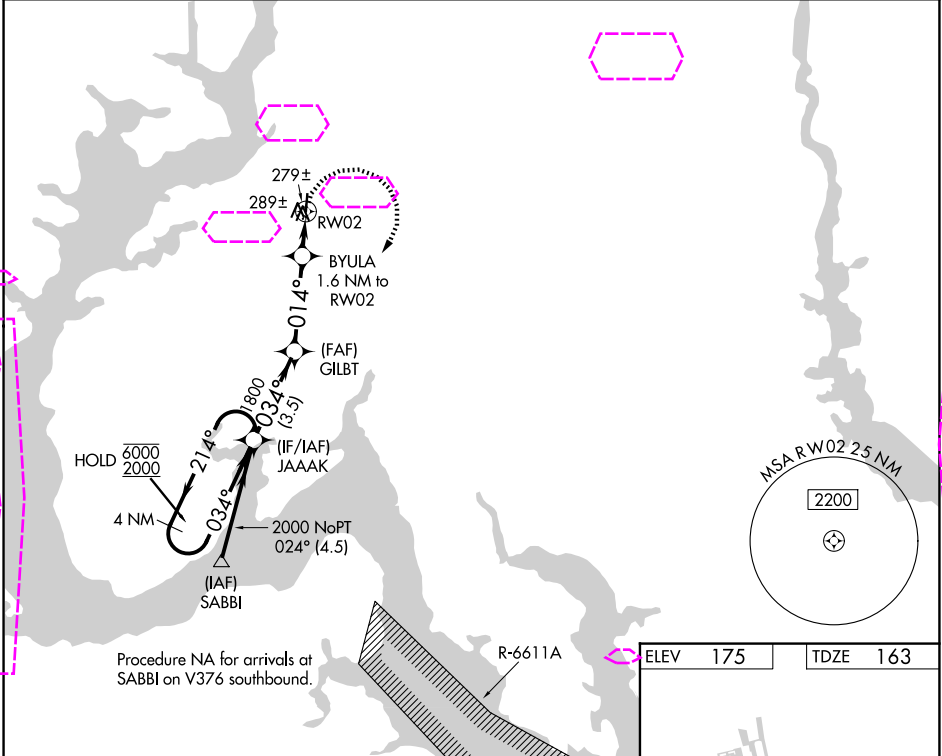 279±
289±
RW02
BYULA
1.6 NM to
RW02
014°
(FAF)
GILBT
1800
034°
(3.5)
(IF/IAF)
JAAAK
HOLD 6000
2000
214°
034°
4 NM
2000 NoPT
024° (4.5)
(IAF)
SABBI
MSA RW02 25 NM
2200
Procedure NA for arrivals at
SABBI on V376 southbound.
R-6611A
ELEV 175
TDZE 163